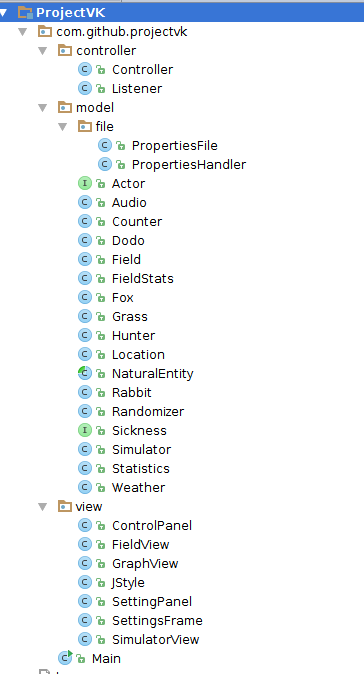 ProjectVK
com.github.projectvk
controller
C Controller
C Listener
model
file
C PropertiesFile
C PropertiesHandler
I Actor
C Audio
C Counter
C Dodo
C Field
C FieldStats
C Fox
C Grass
C Hunter
C Location
C NaturalEntity
C Rabbit
C Randomizer
I Sickness
C Simulator
C Statistics
C Weather
view
C ControlPanel
C FieldView
C GraphView
C JStyle
C SettingPanel
C SettingsFrame
C SimulatorView
C Main